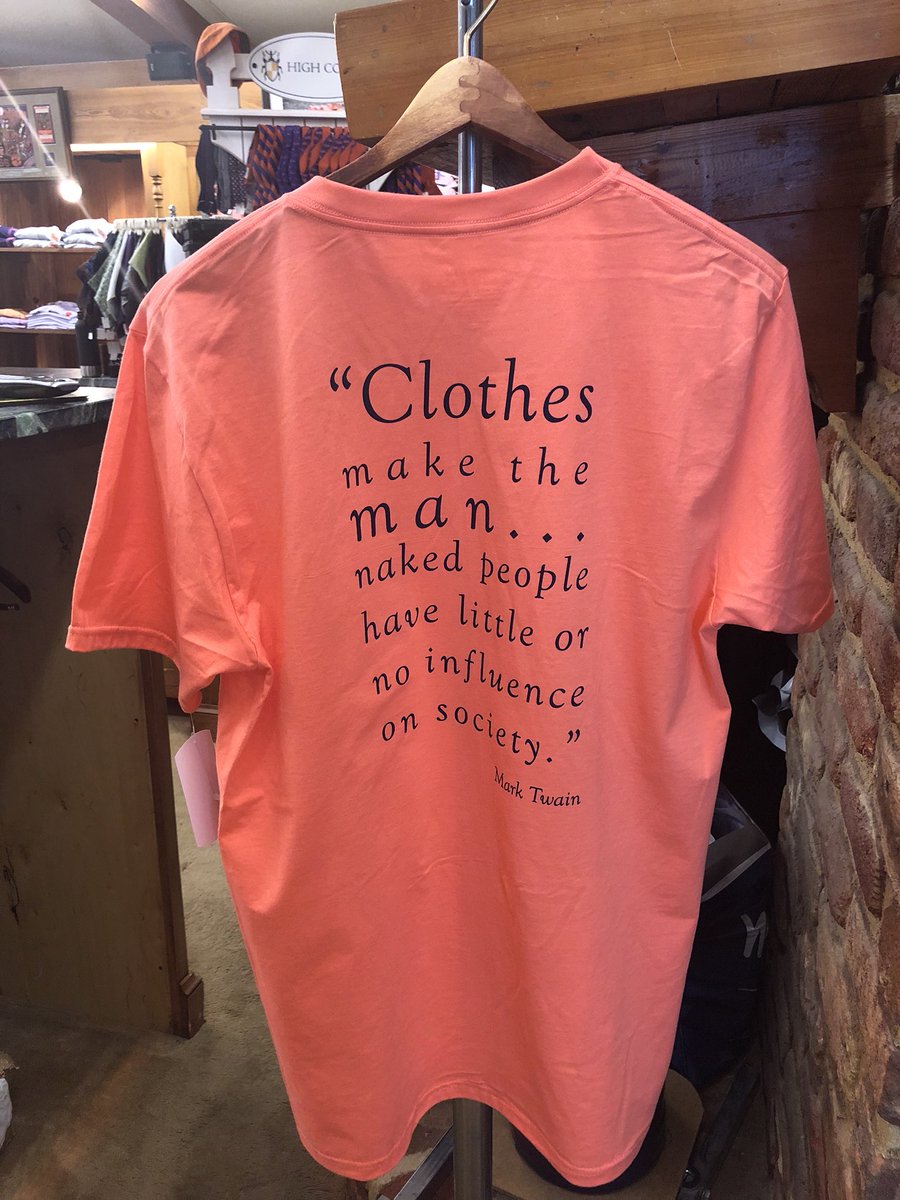 HIGH CO
“Clothes
make the
man...
naked people
have little or
no influence
on society.”
Mark Twain